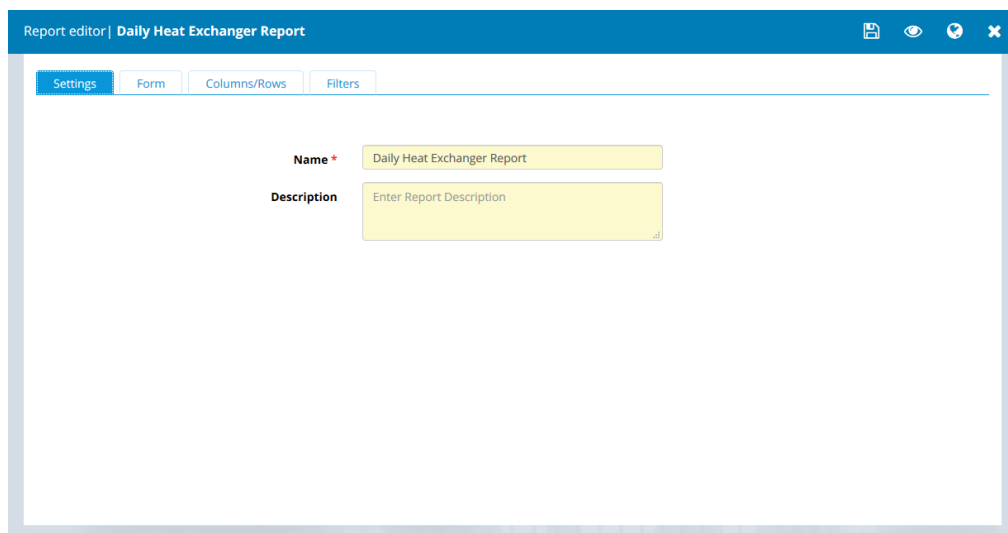 Report editor| Daily Heat Exchanger Report
Settings Form Columns/Rows Filters
Name * Daily Heat Exchanger Report
Description Enter Report Description